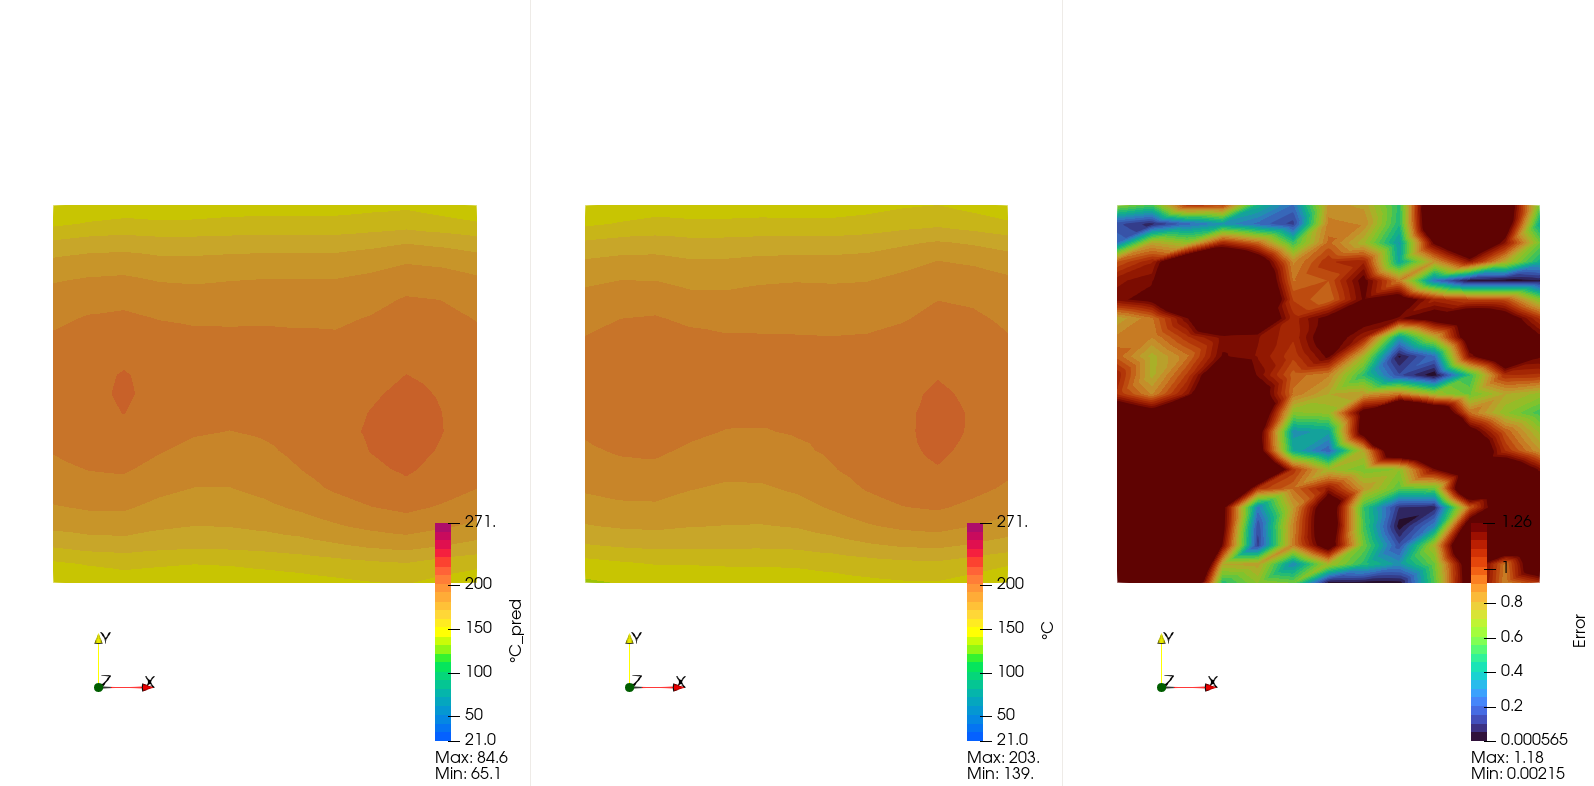 271.
200
150
100
50
21.0
°C_pred
Max: 84.6
Min: 65.1
Y
Z
X
271.
200
150
100
50
21.0
°C
Max: 203.
Min: 139.
Y
Z
X
1.26
1
0.8
0.6
0.4
0.2
0.000565
Error
Max: 1.18
Min: 0.00215
Y
Z
X